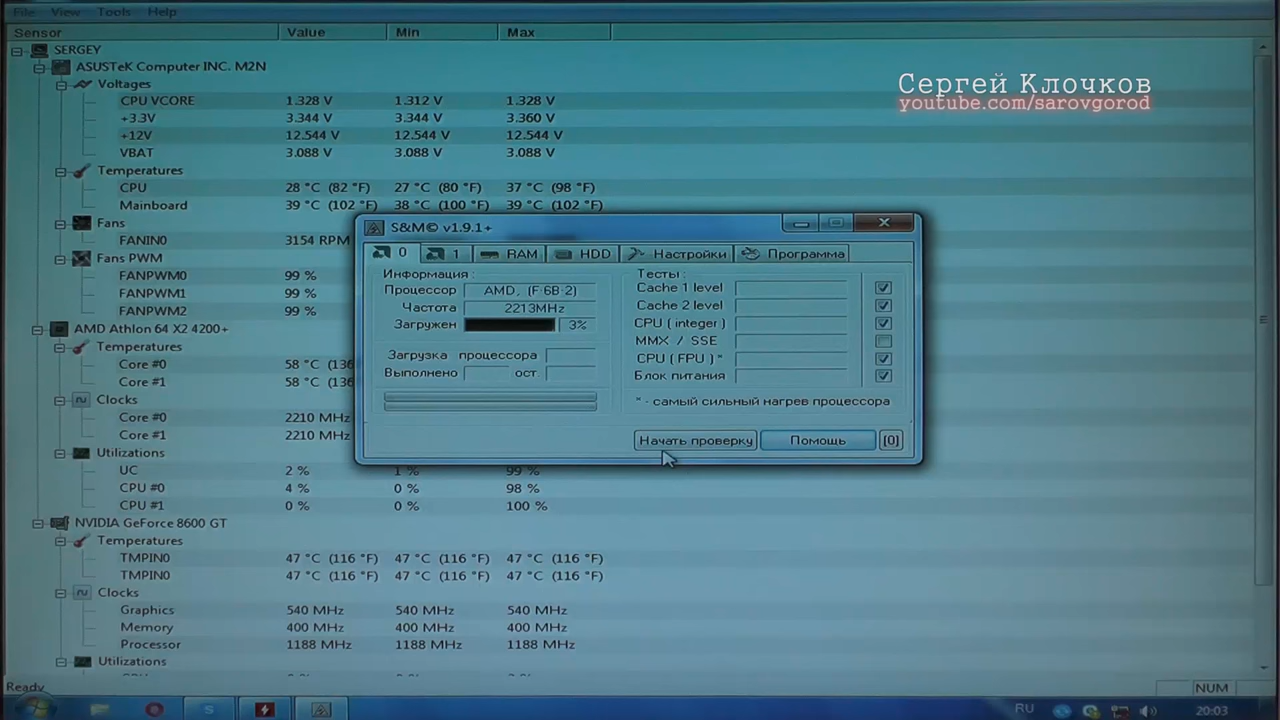 File View Tools Help
Sensor Value Min Max
SERGEY
ASUSTeK Computer INC. M2N
Voltages
CPU VCORE 1.328 V 1.312 V 1.328 V
+3.3V 3.344 V 3.344 V 3.360 V
+12V 12.544 V 12.544 V 12.544 V
VBAT 3.088 V 3.088 V 3.088 V
Temperatures
CPU 28 °C (82 °F) 27 °C (80 °F) 37 °C (98 °F)
Mainboard 39 °C (102 °F) 38 °C (100 °F) 39 °C (102 °F)
Fans
FANIN0 3154 RPM
Fans PWM
FANPWM0 99 %
FANPWM1 99 %
FANPWM2 99 %
AMD Athlon 64 X2 4200+
Temperatures
Core #0 58 °C (136
Core #1 58 °C (136
Clocks
Core #0 2210 MHz
Core #1 2210 MHz
Utilizations
UC 2 % 1 % 99 %
CPU #0 4 % 0 % 98 %
CPU #1 0 % 0 % 100 %
NVIDIA GeForce 8600 GT
Temperatures
TMPIN0 47 °C (116 °F) 47 °C (116 °F) 47 °C (116 °F)
TMPIN0 47 °C (116 °F) 47 °C (116 °F) 47 °C (116 °F)
Clocks
Graphics 540 MHz 540 MHz 540 MHz
Memory 400 MHz 400 MHz 400 MHz
Processor 1188 MHz 1188 MHz 1188 MHz
Utilizations
Ready NUM
RU 20:03
Сергей Клочков
youtube.com/sarovgorod
S&M© v1.9.1+
0 1 RAM HDD Настройки Программа
Информация :
Процессор AMD, (F-6B-2)
Частота 2213MHz
Загружен 3%
Загрузка процессора
Выполнено ост.
Тесты :
Cache 1 level
Cache 2 level
CPU ( integer )
MMX / SSE
CPU ( FPU ) *
Блок питания
* - самый сильный нагрев процессора
Начать проверку Помощь [0]